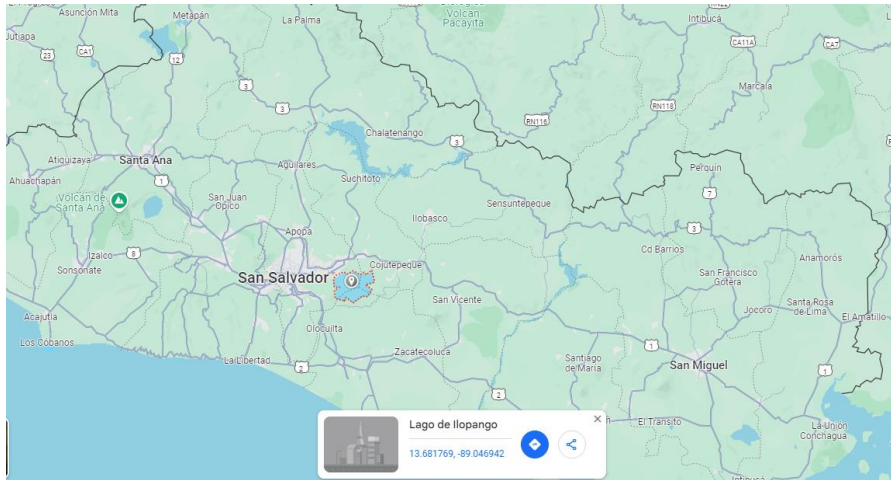 Asunción Mita
Metapán
La Palma
Volcán
Pacayita
Intibucá
Jutiapa
23
CA1
12
CA11A
CA7
3
3
Marcala
RN118
RN116
Chalatenango
3
Atiquizaya
Santa Ana
Aguilares
Perquin
Ahuachapán
1
Suchitoto
7
Volcán de
Santa Ana
San Juan
Opico
Ilobasco
Sensuntepeque
Apopa
3
Cd Barrios
Izalco
8
Sonsonate
San Salvador
Cojutepeque
Anamorós
San Francisco
Gotera
San Vicente
Jocoro
Santa Rosa
de Lima
Acajutla
El Amatillo
Olocuilta
Los Cobanos
Zacatecoluca
1
La Libertad
2
Santiago
de María
San Miguel
1
2
Lago de Ilopango
13.681769, -89.046942
El Transito
La Unión
Conchagua